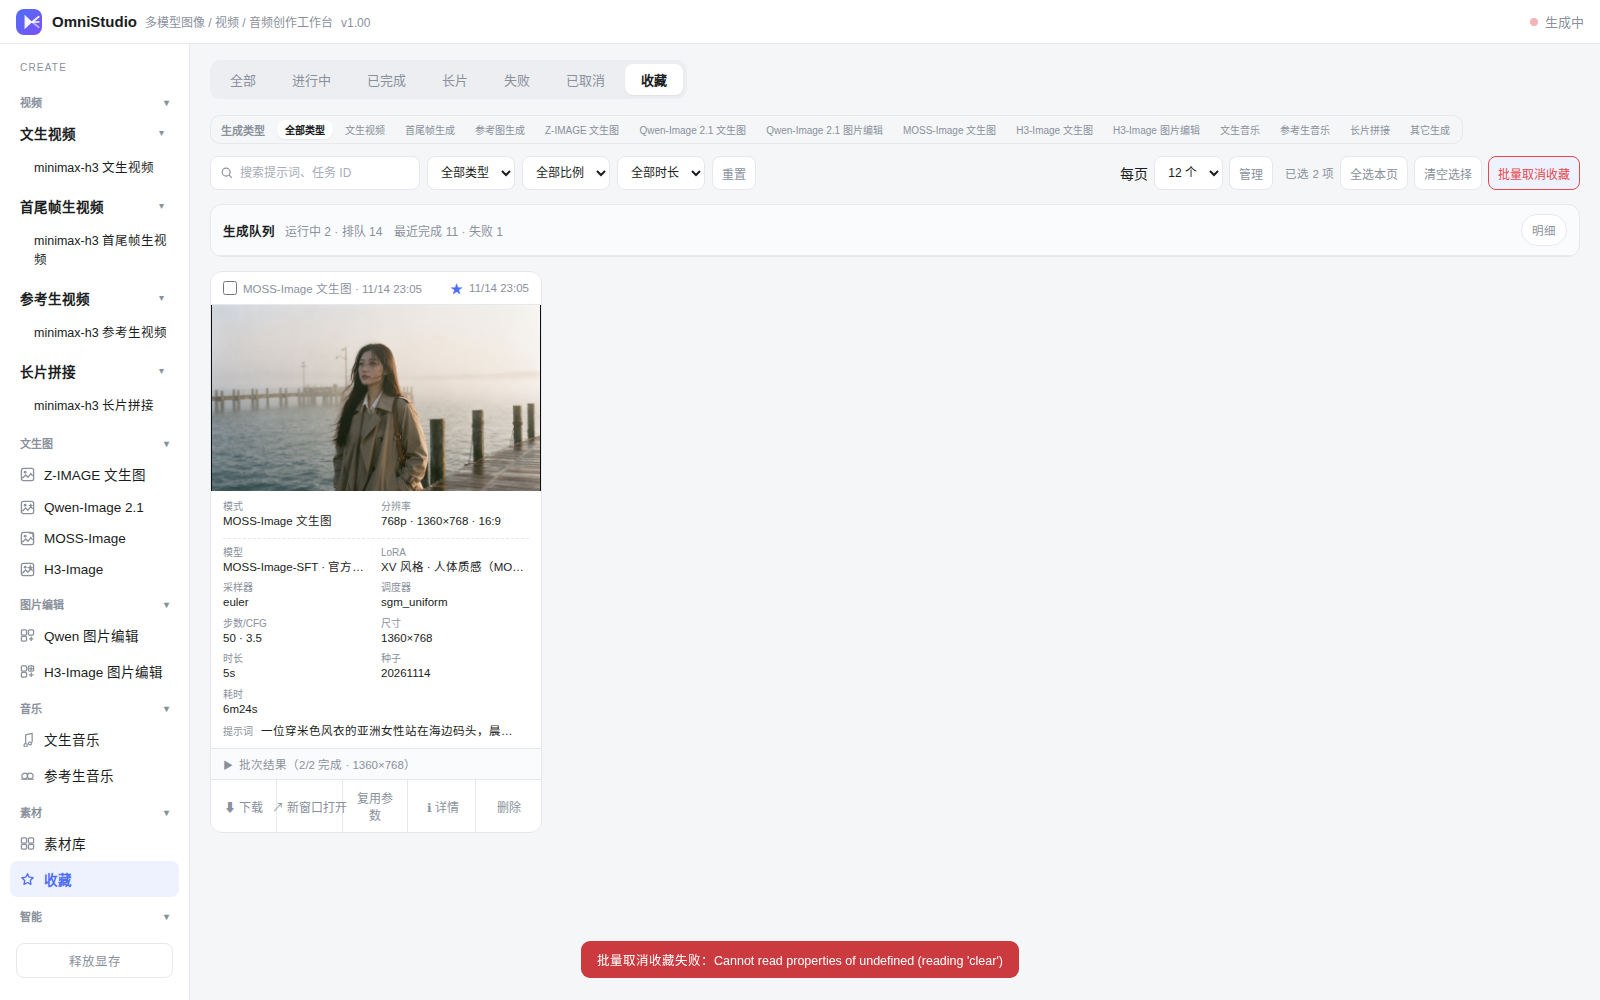 OmniStudio 多模型图像 / 视频 / 音频创作工作台 v1.00
生成中
CREATE
视频
文生视频
minimax-h3 文生视频
首尾帧生视频
minimax-h3 首尾帧生视
频
参考生视频
minimax-h3 参考生视频
长片拼接
minimax-h3 长片拼接
文生图
Z-IMAGE 文生图
Qwen-Image 2.1
MOSS-Image
H3-Image
图片编辑
Qwen 图片编辑
H3-Image 图片编辑
音乐
文生音乐
参考生音乐
素材
素材库
收藏
智能
释放显存
全部 进行中 已完成 长片 失败 已取消 收藏
生成类型 全部类型 文生视频 首尾帧生成 参考图生成 Z-IMAGE 文生图 Qwen-Image 2.1 文生图 Qwen-Image 2.1 图片编辑 MOSS-Image 文生图 H3-Image 文生图 H3-Image 图片编辑 文生音乐 参考生音乐 长片拼接 其它生成
搜索提示词、任务 ID 全部类型 全部比例 全部时长 重置 每页 12 个 管理 已选 2 项 全选本页 清空选择 批量取消收藏
生成队列 运行中 2 · 排队 14 最近完成 11 · 失败 1 明细
MOSS-Image 文生图 · 11/14 23:05 ★ 11/14 23:05
模式 分辨率
MOSS-Image 文生图 768p · 1360×768 · 16:9
模型 LoRA
MOSS-Image-SFT · 官方… XV 风格 · 人体质感（MO…
采样器 调度器
euler sgm_uniform
步数/CFG 尺寸
50 · 3.5 1360×768
时长 种子
5s 20261114
耗时
6m24s
提示词 一位穿米色风衣的亚洲女性站在海边码头，晨…
▶ 批次结果（2/2 完成 · 1360×768）
⬇ 下载 ↗ 新窗口打开 复用参 ℹ 详情 删除
数
批量取消收藏失败：Cannot read properties of undefined (reading 'clear')